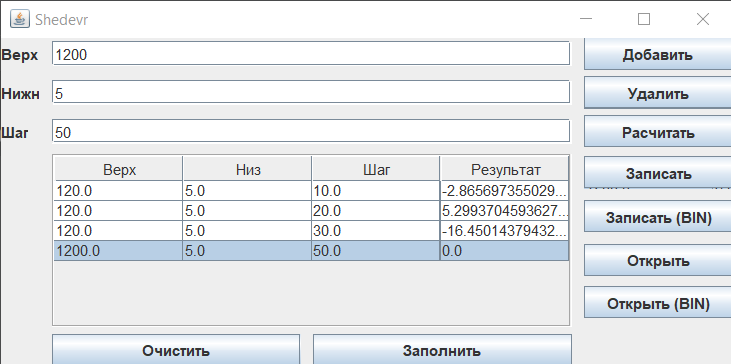 Shedevr
Верх 1200 Добавить
Нижн 5 Удалить
Шаг 50 Расчитать
Верх Низ Шаг Результат Записать
120.0 5.0 10.0 -2.865697355029...
120.0 5.0 20.0 5.2993704593627... Записать (BIN)
120.0 5.0 30.0 -16.45014379432...
1200.0 5.0 50.0 0.0 Открыть
Открыть (BIN)
Очистить Заполнить